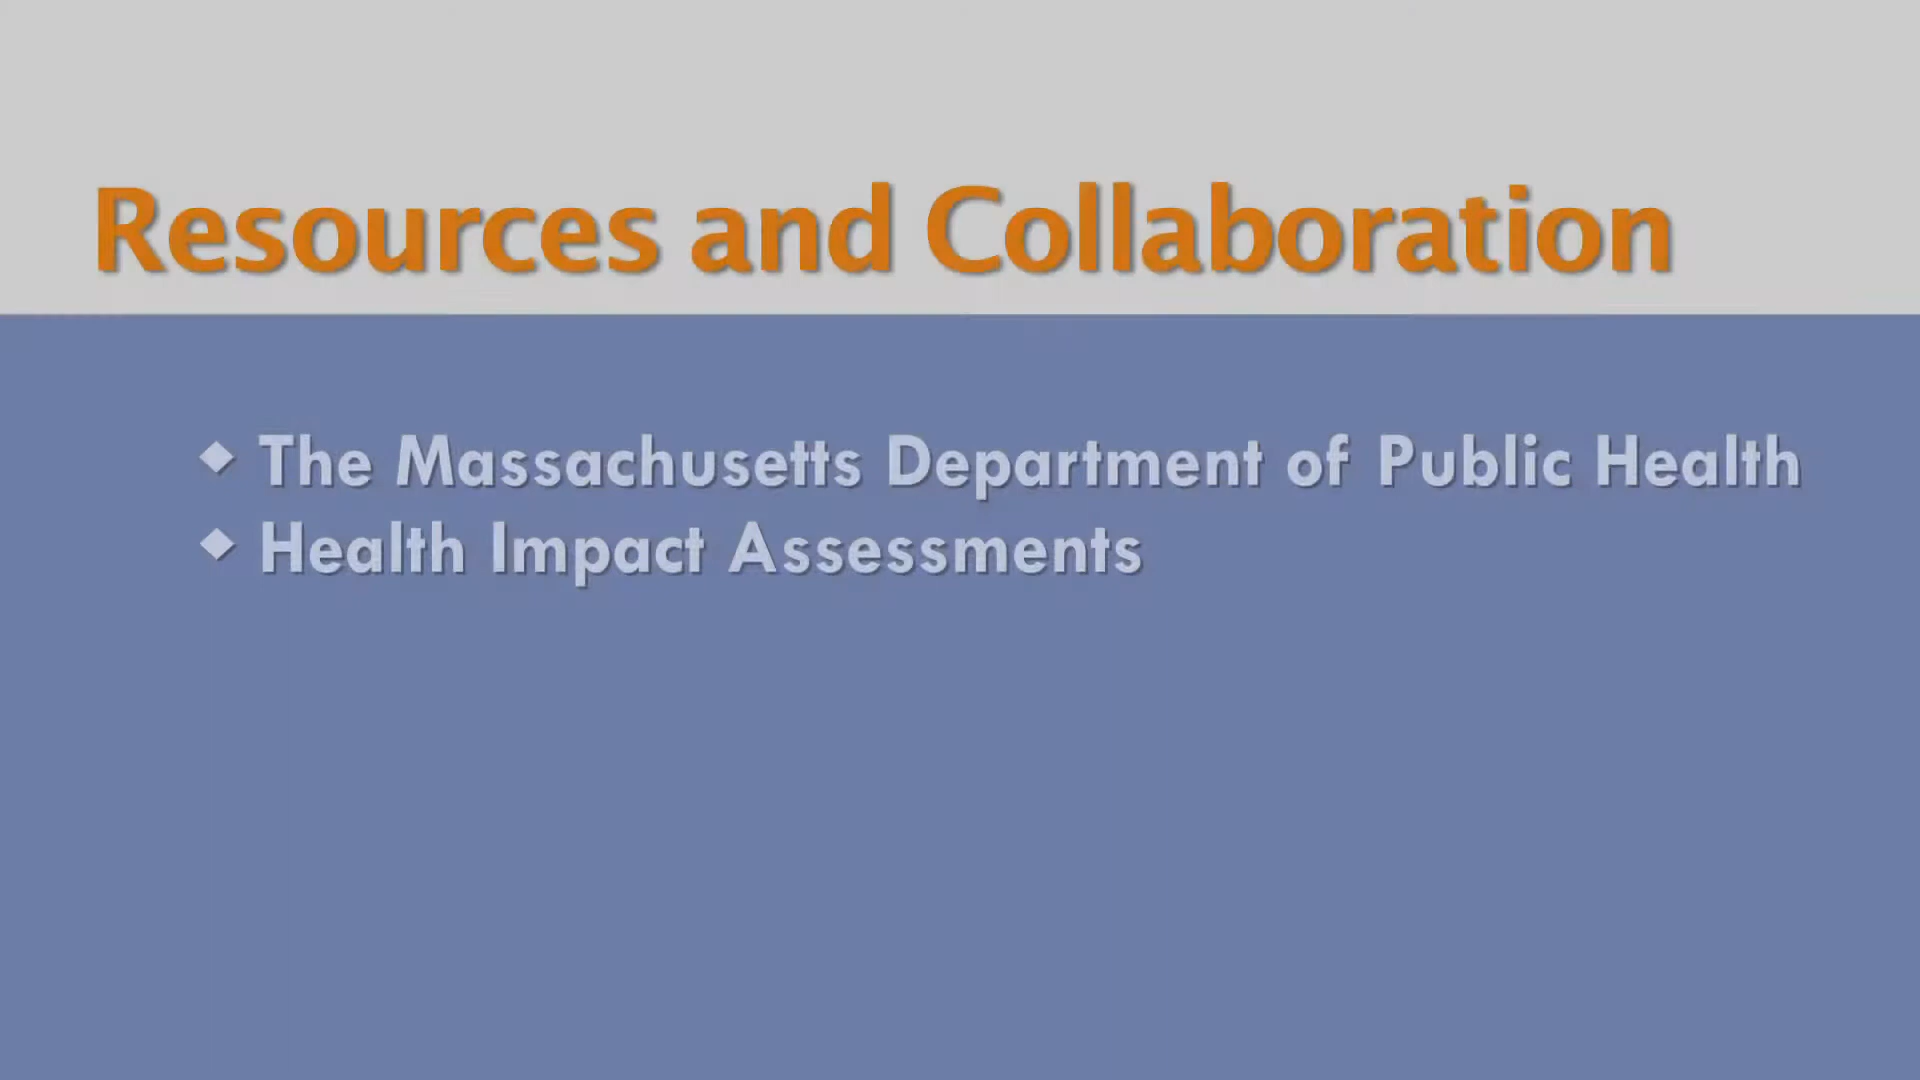 Resources and Collaboration
◆ The Massachusetts Department of Public Health
◆ Health Impact Assessments